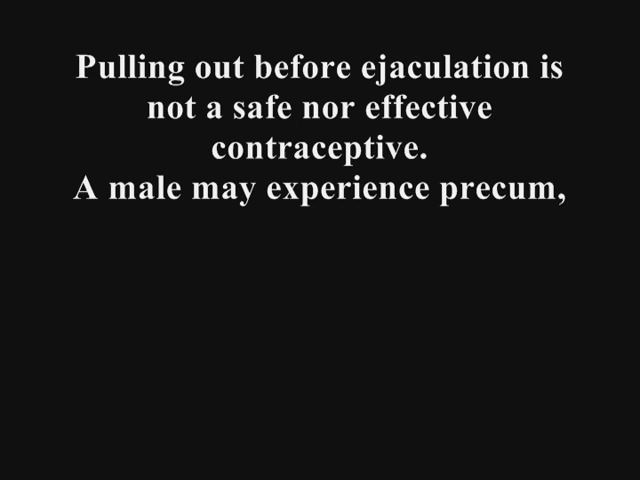 Pulling out before ejaculation is
not a safe nor effective
contraceptive.
A male may experience precum,